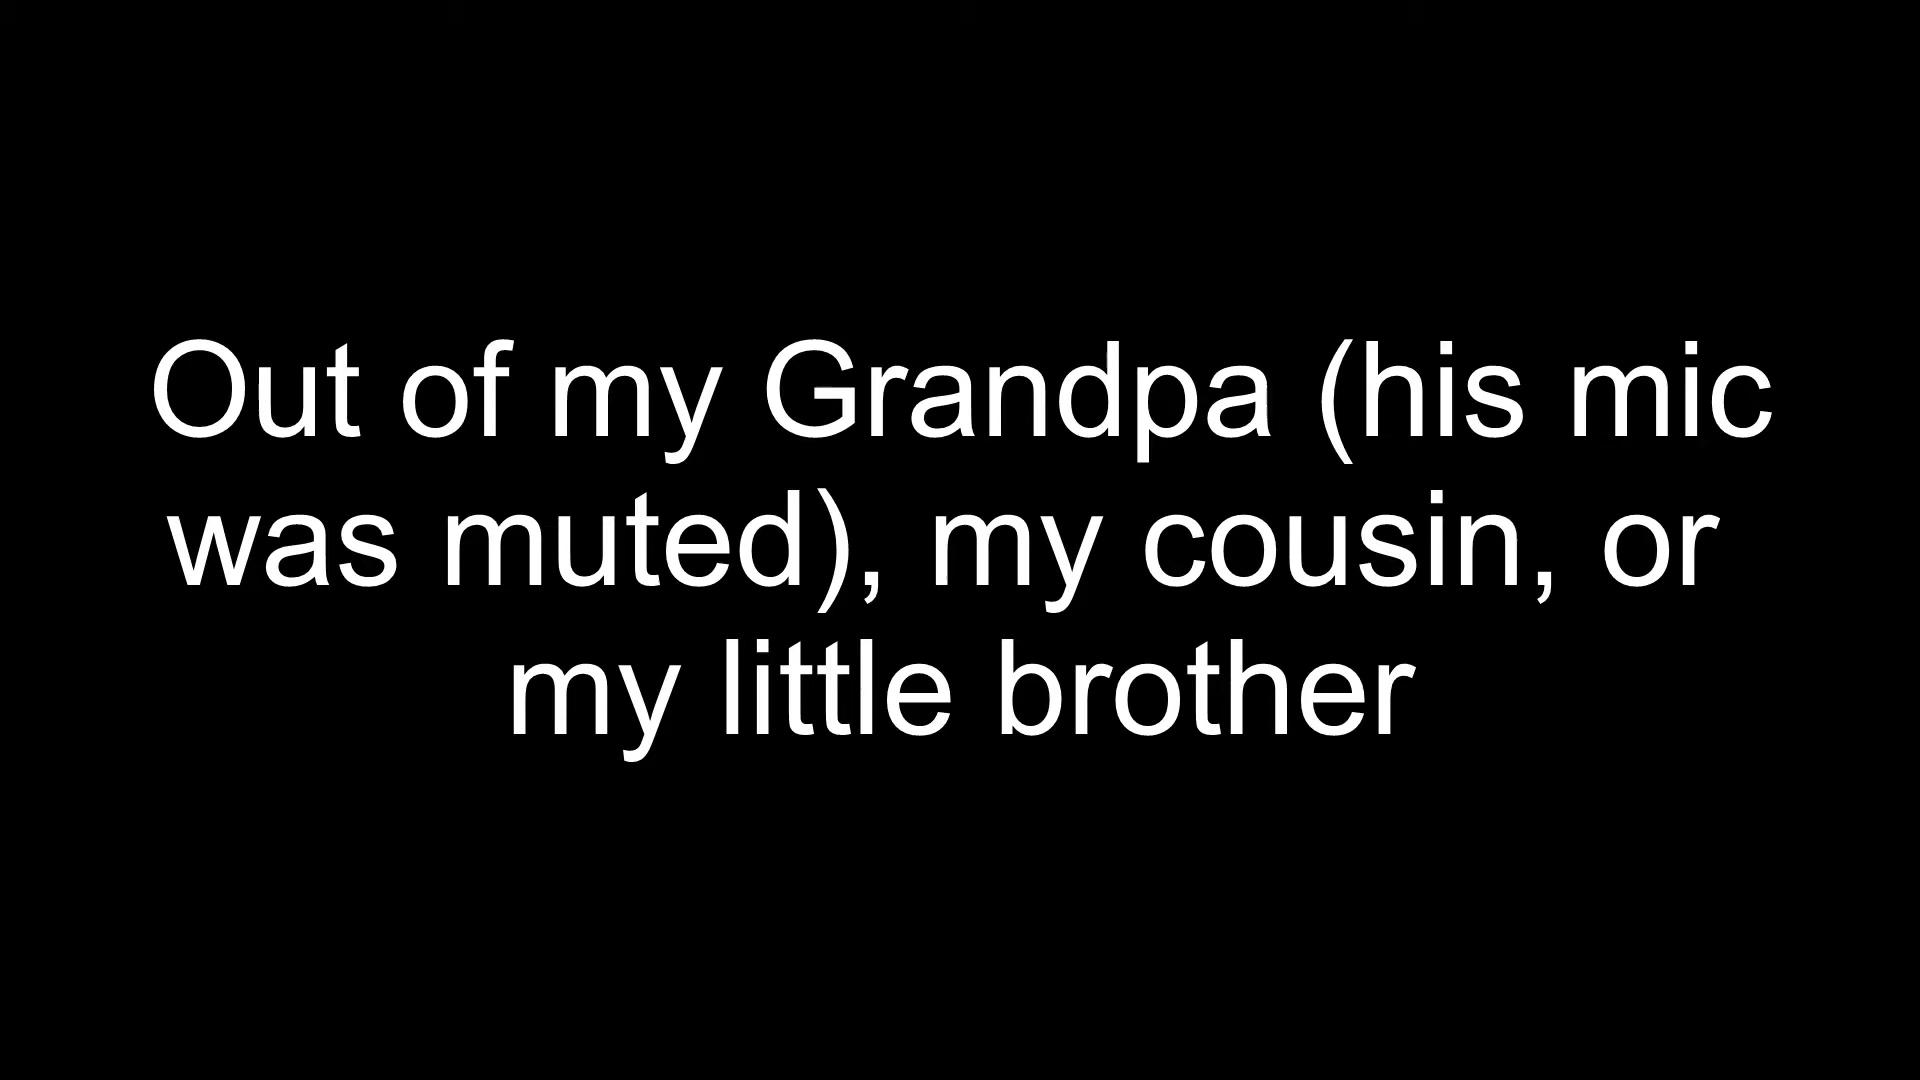 Out of my Grandpa (his mic
was muted), my cousin, or
my little brother